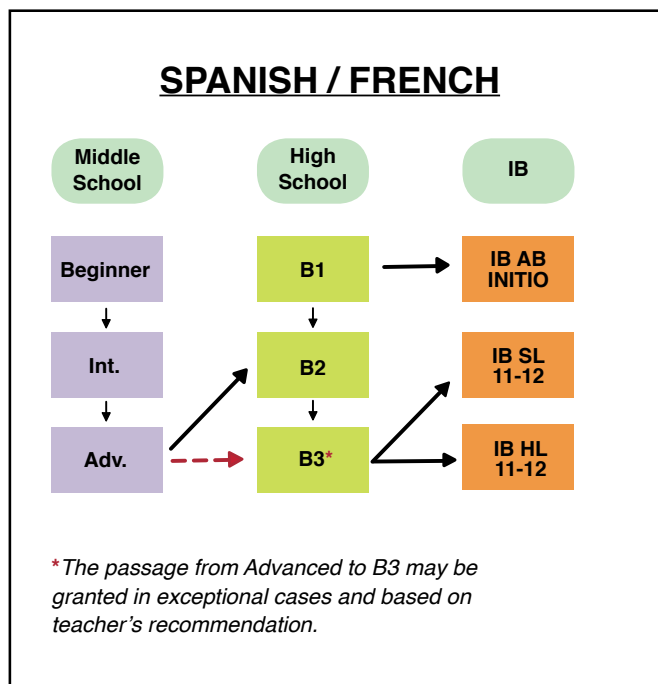 SPANISH / FRENCH
Middle
School
High
School
IB
Beginner
B1
IB AB
INITIO
Int.
B2
IB SL
11-12
Adv.
B3*
IB HL
11-12
*The passage from Advanced to B3 may be
granted in exceptional cases and based on
teacher’s recommendation.